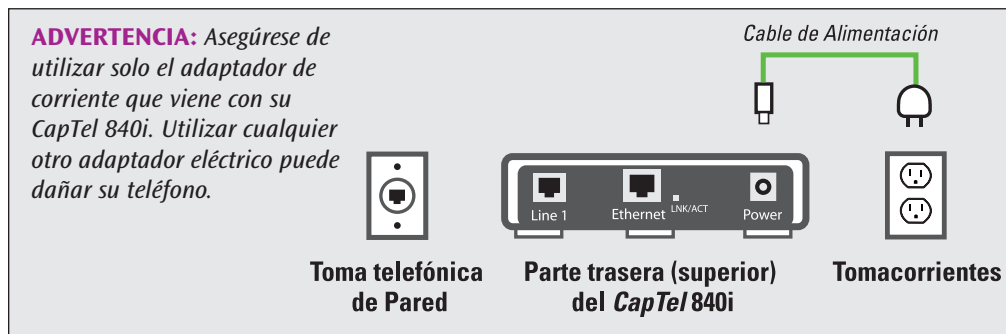 ADVERTENCIA: Asegúrese de
utilizar solo el adaptador de
corriente que viene con su
CapTel 840i. Utilizar cualquier
otro adaptador eléctrico puede
dañar su teléfono.
Cable de Alimentación
Line 1
Ethernet
LNK/ACT
Power
Toma telefónica
de Pared
Parte trasera (superior)
del CapTel 840i
Tomacorrientes